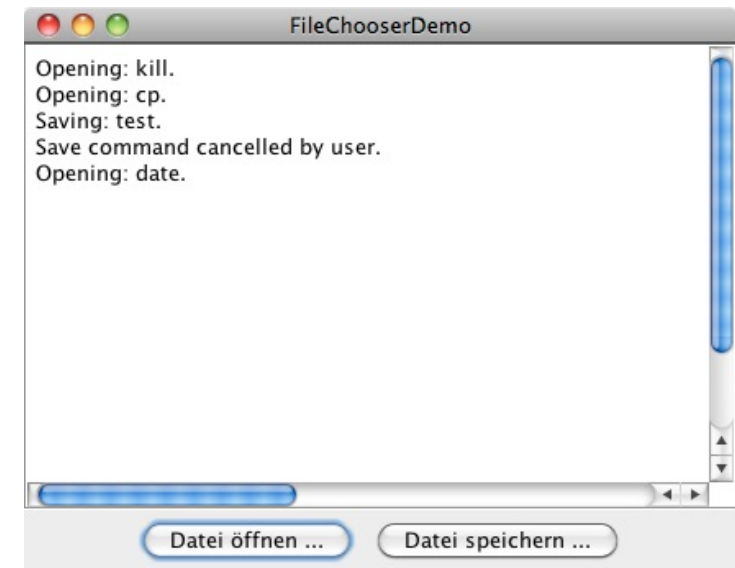 FileChooserDemo
Opening: kill.
Opening: cp.
Saving: test.
Save command cancelled by user.
Opening: date.
Datei öffnen ... Datei speichern ...